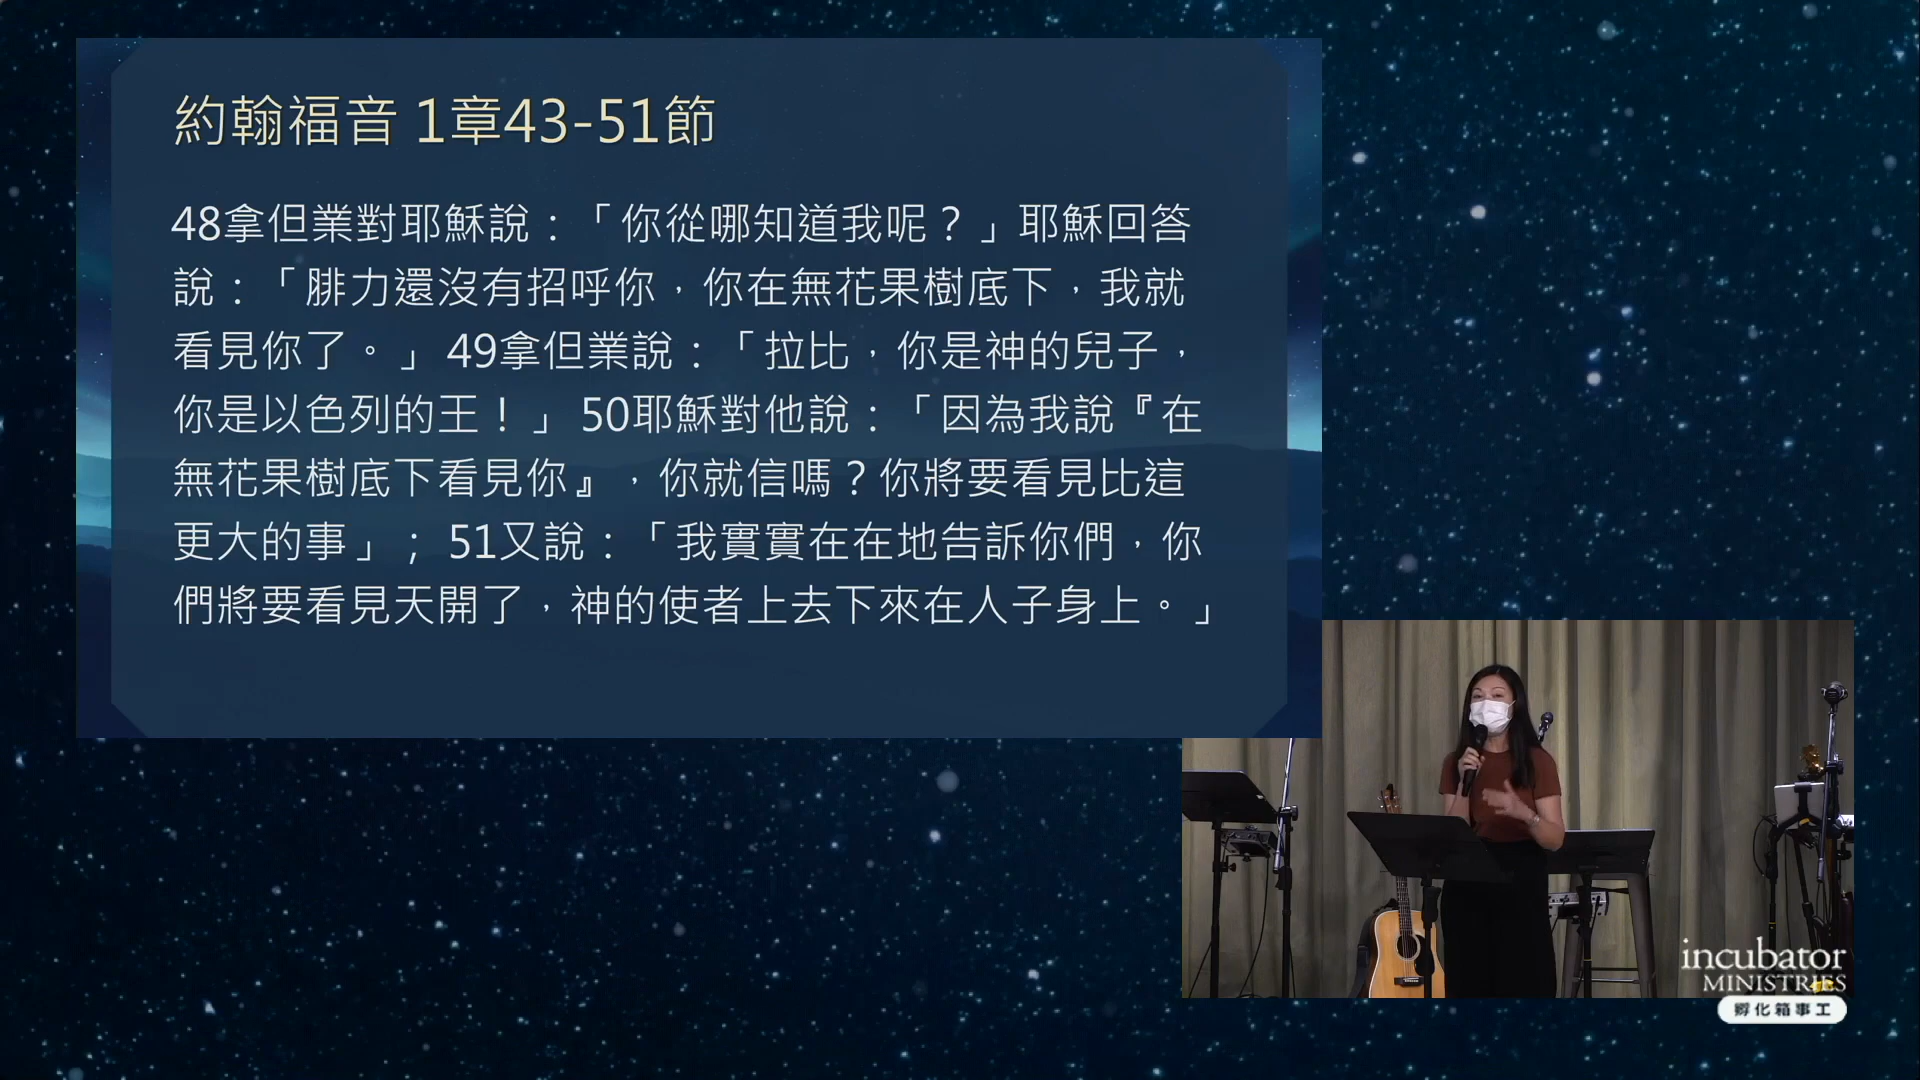 約翰福音 1章43-51節
48拿但業對耶穌說：「你從哪知道我呢？」耶穌回答
說：「腓力還沒有招呼你，你在無花果樹底下，我就
看見你了。」 49拿但業說：「拉比，你是神的兒子，
你是以色列的王！」 50耶穌對他說：「因為我說『在
無花果樹底下看見你』，你就信嗎？你將要看見比這
更大的事」； 51又說：「我實實在在地告訴你們，你
們將要看見天開了，神的使者上去下來在人子身上。」
incubator
MINISTRIES
孵化箱事工